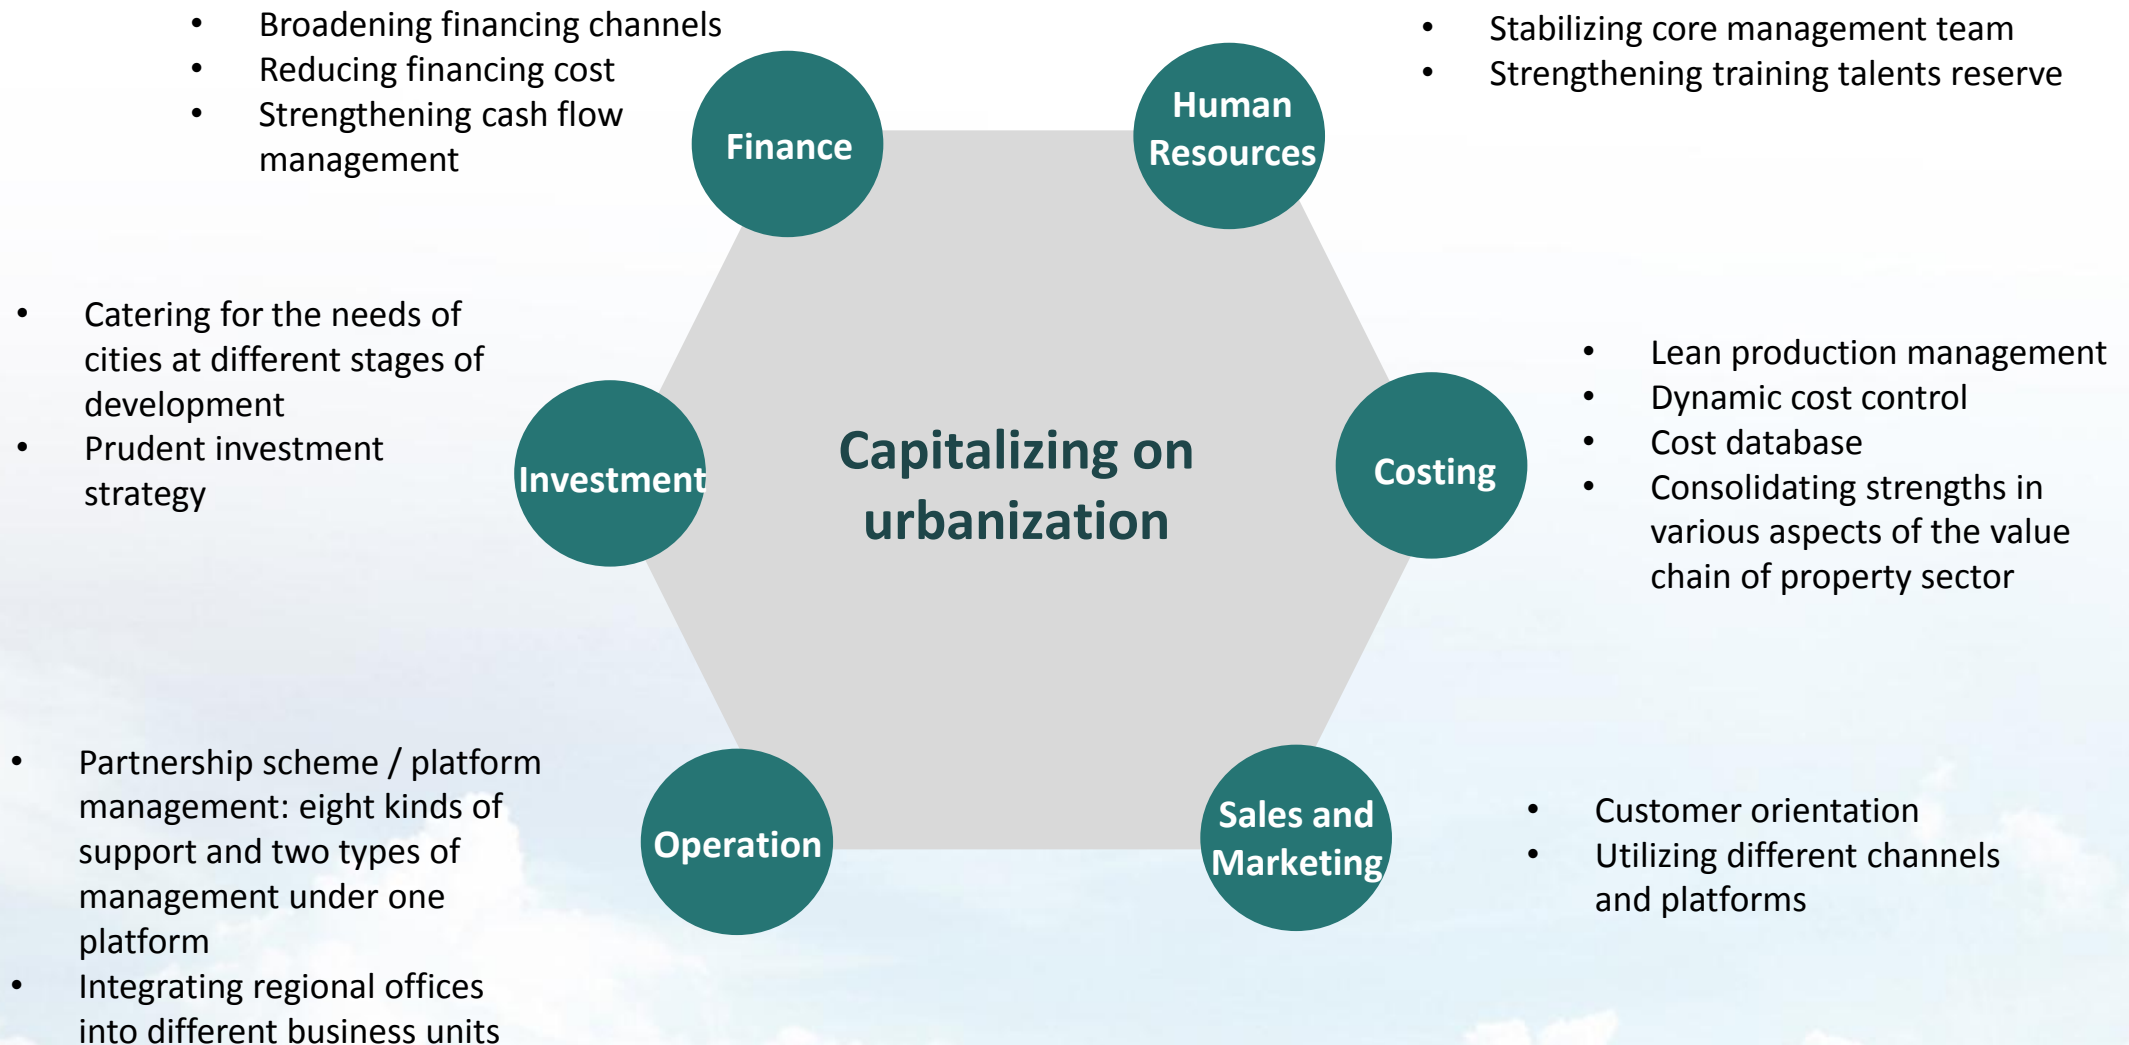 • Broadening financing channels
• Reducing financing cost
• Strengthening cash flow
management
Finance
Human
Resources
• Stabilizing core management team
• Strengthening training talents reserve
• Catering for the needs of
cities at different stages of
development
• Prudent investment
strategy
Investment
Capitalizing on
urbanization
Costing
• Lean production management
• Dynamic cost control
• Cost database
• Consolidating strengths in
various aspects of the value
chain of property sector
• Partnership scheme / platform
management: eight kinds of
support and two types of
management under one
platform
• Integrating regional offices
into different business units
Operation
Sales and
Marketing
• Customer orientation
• Utilizing different channels
and platforms